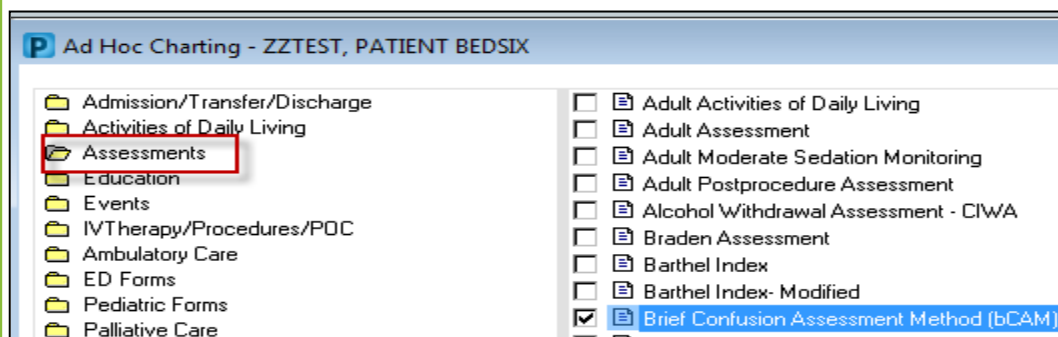 P Ad Hoc Charting - ZZTEST, PATIENT BEDSIX
Admission/Transfer/Discharge
Activities of Daily Living
Assessments
Education
Events
IVTherapy/Procedures/POC
Ambulatory Care
ED Forms
Pediatric Forms
Palliative Care
Adult Activities of Daily Living
Adult Assessment
Adult Moderate Sedation Monitoring
Adult Postprocedure Assessment
Alcohol Withdrawal Assessment - CIWA
Braden Assessment
Barthel Index
Barthel Index- Modified
Brief Confusion Assessment Method (bCAM)